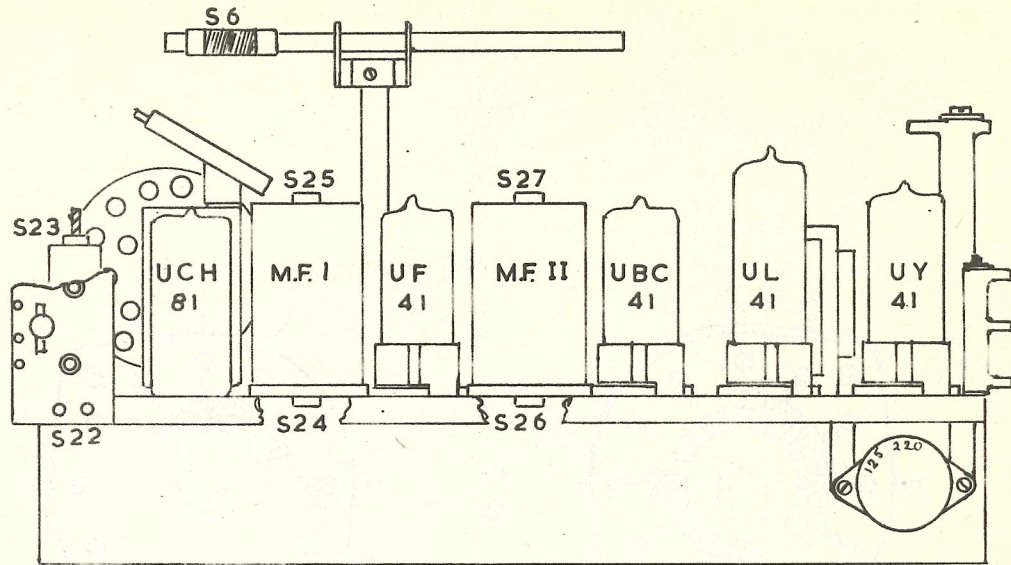 S6
S25
S27
S23
UCH
81
M.F. I
UF
41
M.F. II
UBC
41
UL
41
UY
41
S24
S26
S22
125 220